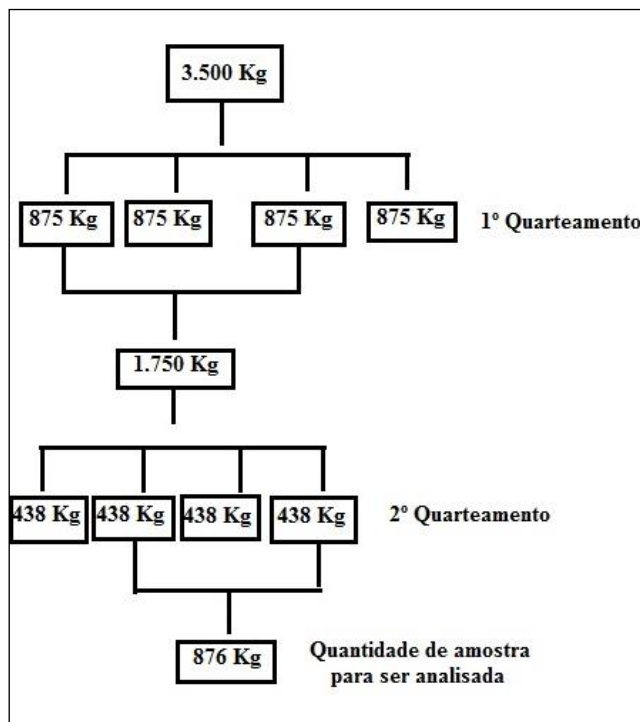 3.500 Kg
875 Kg 875 Kg 875 Kg 875 Kg 1º Quarteamento
1.750 Kg
438 Kg 438 Kg 438 Kg 438 Kg 2º Quarteamento
876 Kg
Quantidade de amostra
para ser analisada